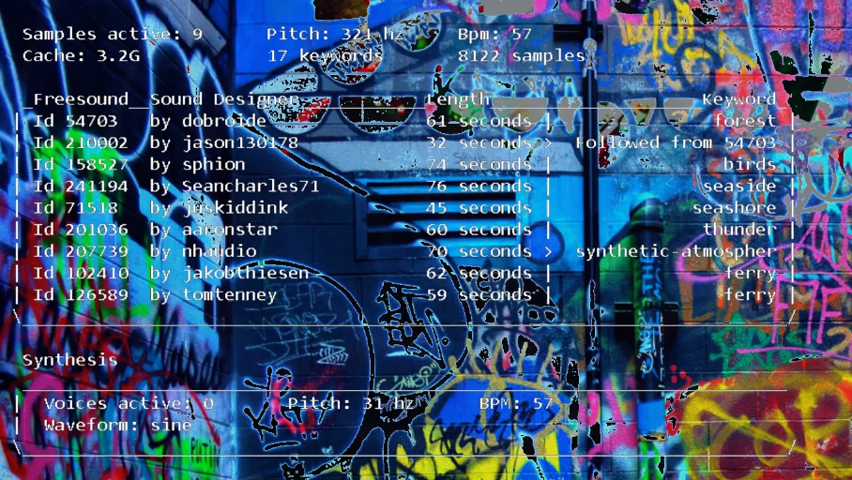 Samples active: 9 Pitch: 321 hz Bpm: 57
Cache: 3.2G 17 keywords 8122 samples
Freesound Sound Designer Length Keyword
| Id 54703 by dobroide 61 seconds | forest |
| Id 210002 by jason130178 32 seconds > Followed from 54703 |
| Id 158527 by sphion 74 seconds | birds |
| Id 241194 by Seancharles71 76 seconds | seaside |
| Id 71518 by juskiddink 45 seconds | seashore |
| Id 201036 by aaronstar 60 seconds | thunder |
| Id 207739 by nhaudio 70 seconds > synthetic-atmospher |
| Id 102410 by jakobthiesen 62 seconds | ferry |
| Id 126589 by tomtenney 59 seconds | ferry |
Synthesis
| Voices active: 0 Pitch: 31 hz BPM: 57 |
| Waveform: sine |